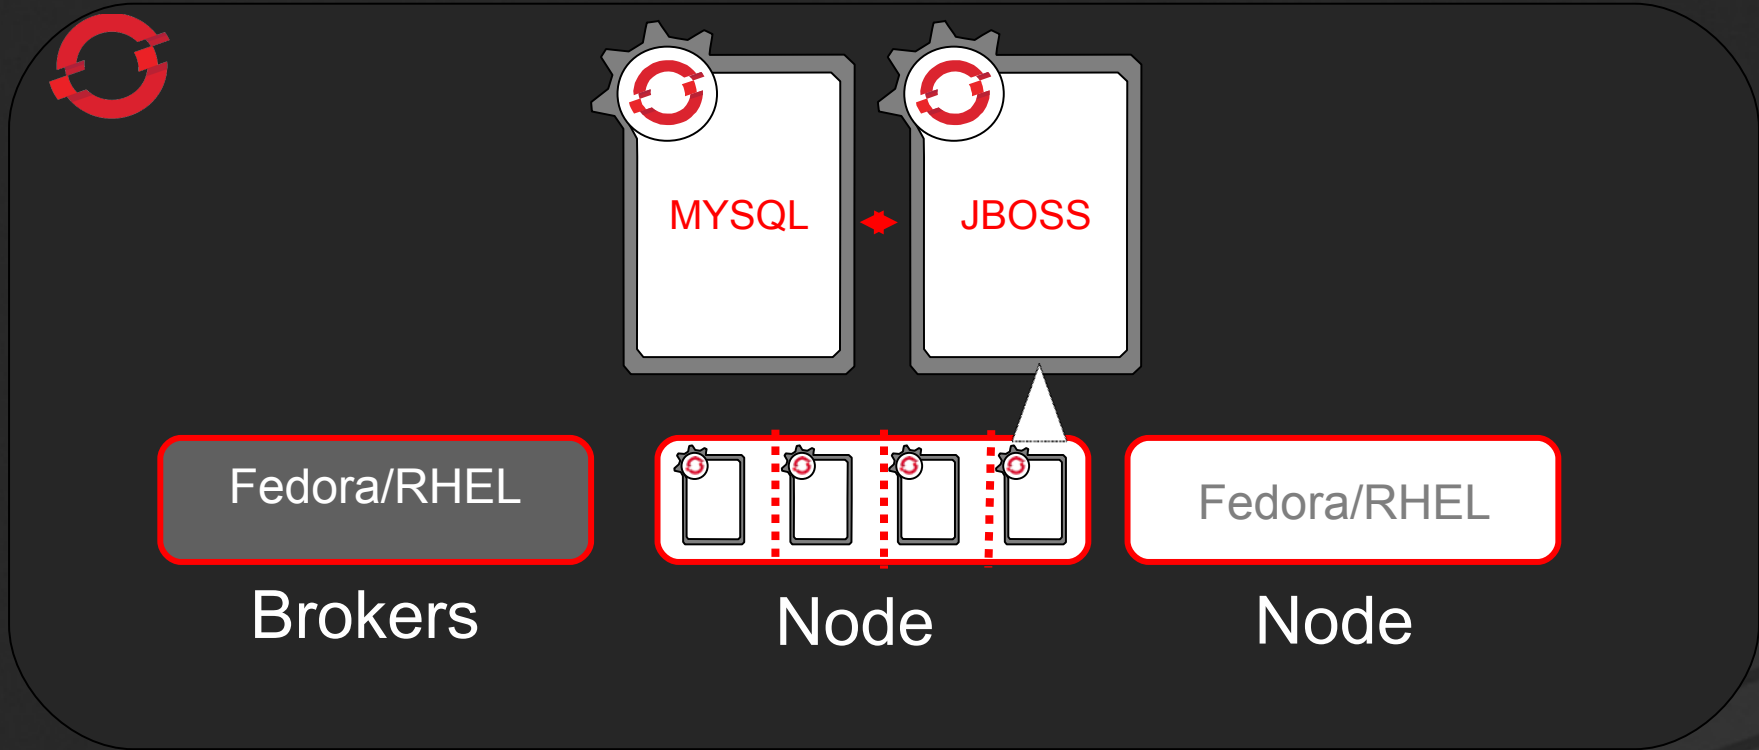 MYSQL
JBOSS
Fedora/RHEL
Fedora/RHEL
Brokers
Node
Node